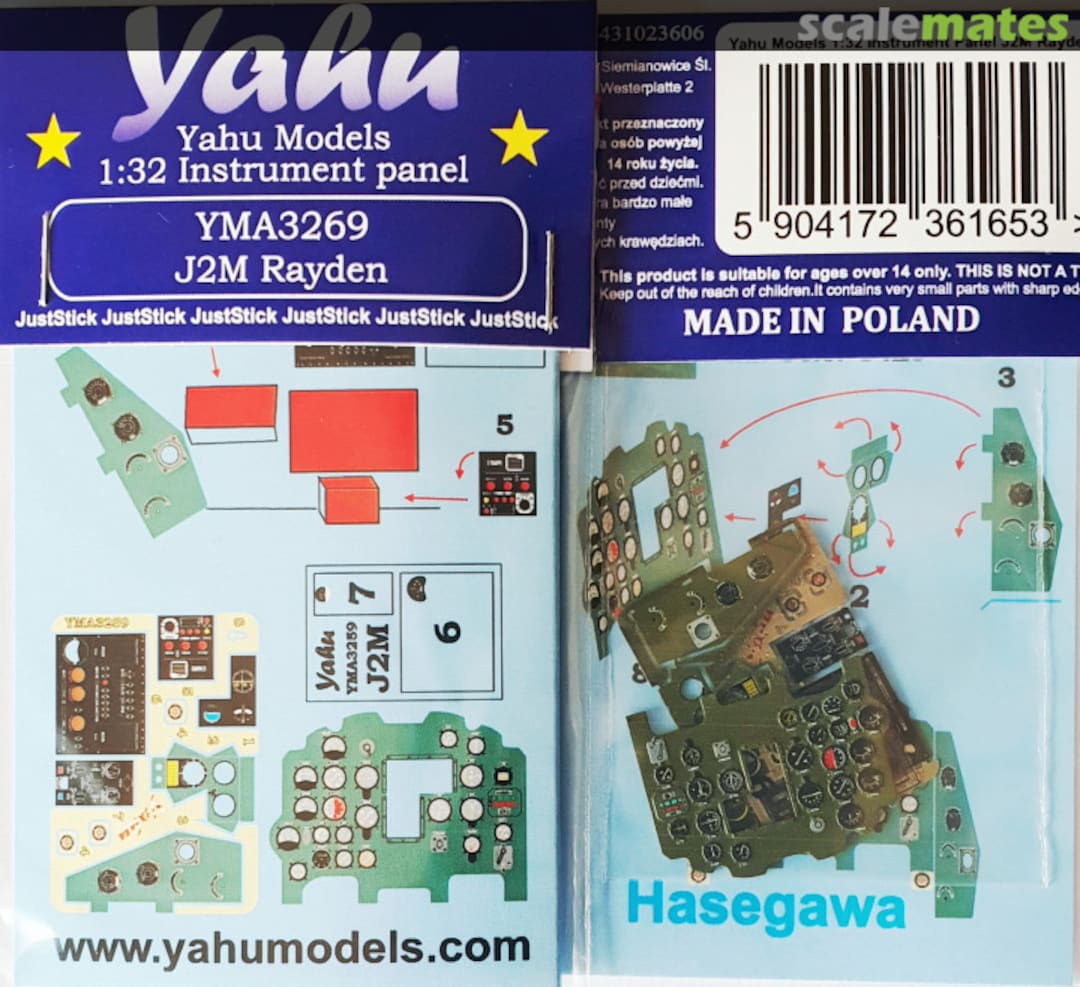 scalemates
Yahu
Yahu Models
1:32 Instrument panel
YMA3269
J2M Rayden
JustStick JustStick JustStick JustStick JustStick JustStick
431023606
Siemianowice Śl.
Westerplatte 2
przeznaczony
osób powyżej
14 roku życia.
przed dziećmi.
bardzo małe
krawędziach.
Yahu Models 1:32 Instrument Panel J2M
5 904172 361653 >
This product is suitable for ages over 14 only. THIS IS NOT A T
Keep out of the reach of children.It contains very small parts with sharp
MADE IN POLAND
5
Yahu
YMA3269
J2M
7
6
YMA3269
3
2
8
Hasegawa
www.yahumodels.com